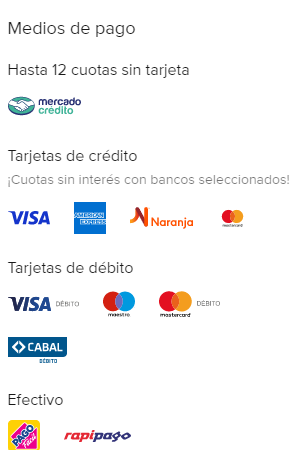 Medios de pago
Hasta 12 cuotas sin tarjeta
mercado
crédito
Tarjetas de crédito
¡Cuotas sin interés con bancos seleccionados!
VISA
AMERICAN
EXPRESS
Naranja
mastercard
Tarjetas de débito
VISA DÉBITO
maestro
mastercard DÉBITO
CABAL
DÉBITO
Efectivo
PAGO
fácil
rapipago